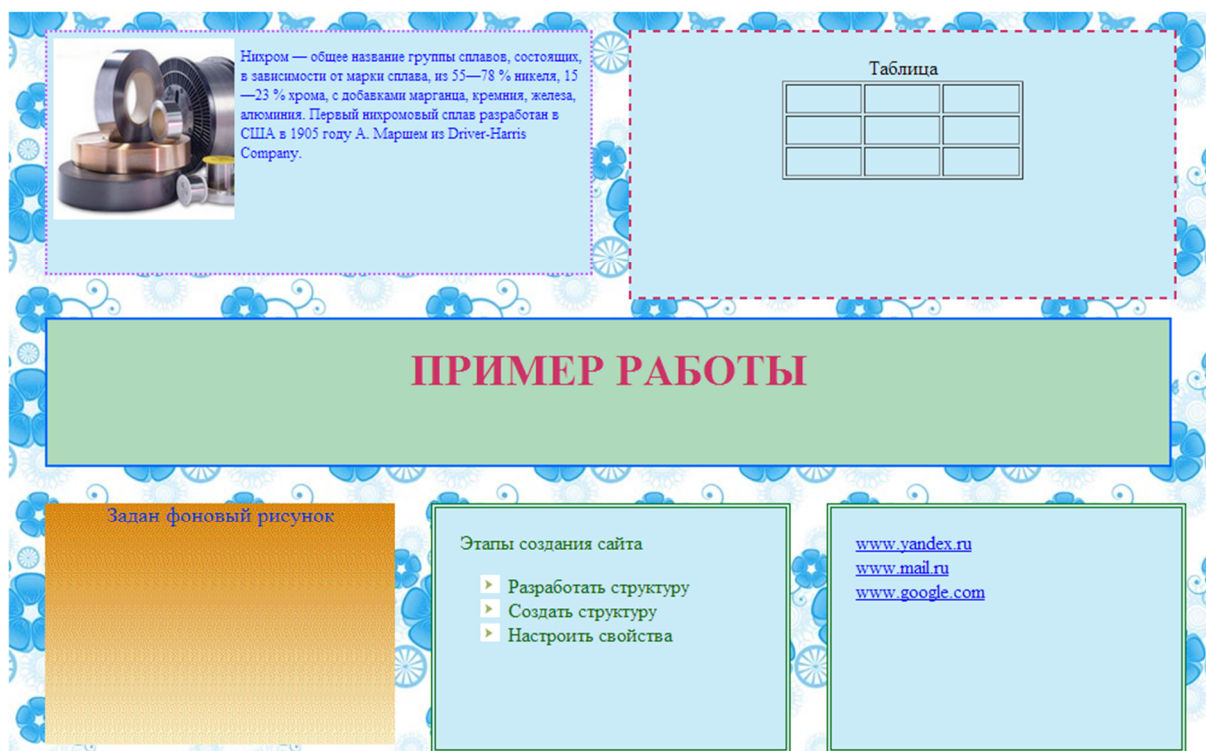 Нихром — общее название группы сплавов, состоящих,
в зависимости от марки сплава, из 55—78 % никеля, 15
—23 % хрома, с добавками марганца, кремния, железа,
алюминия. Первый нихромовый сплав разработан в
США в 1905 году А. Маршем из Driver-Harris
Company.
Таблица
ПРИМЕР РАБОТЫ
Задан фоновый рисунок
Этапы создания сайта
Разработать структуру
Создать структуру
Настроить свойства
www.yandex.ru
www.mail.ru
www.google.com